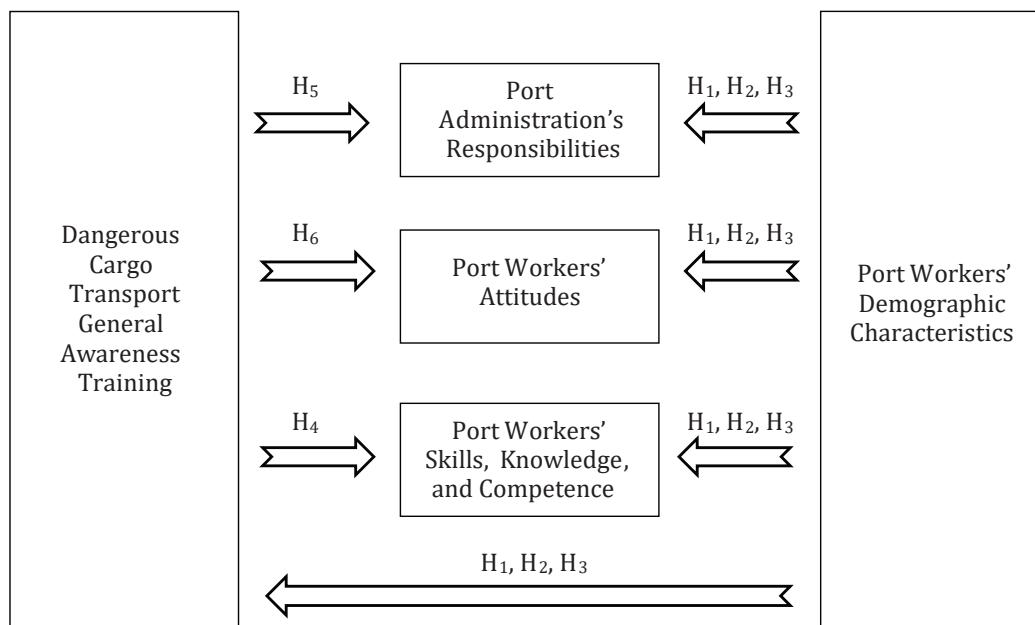 H₅
Port
Administration’s
Responsibilities
H₁, H₂, H₃
Dangerous
Cargo
Transport
General
Awareness
Training
H₆
Port Workers’
Attitudes
H₁, H₂, H₃
Port Workers’
Demographic
Characteristics
H₄
Port Workers’
Skills, Knowledge,
and Competence
H₁, H₂, H₃
H₁, H₂, H₃